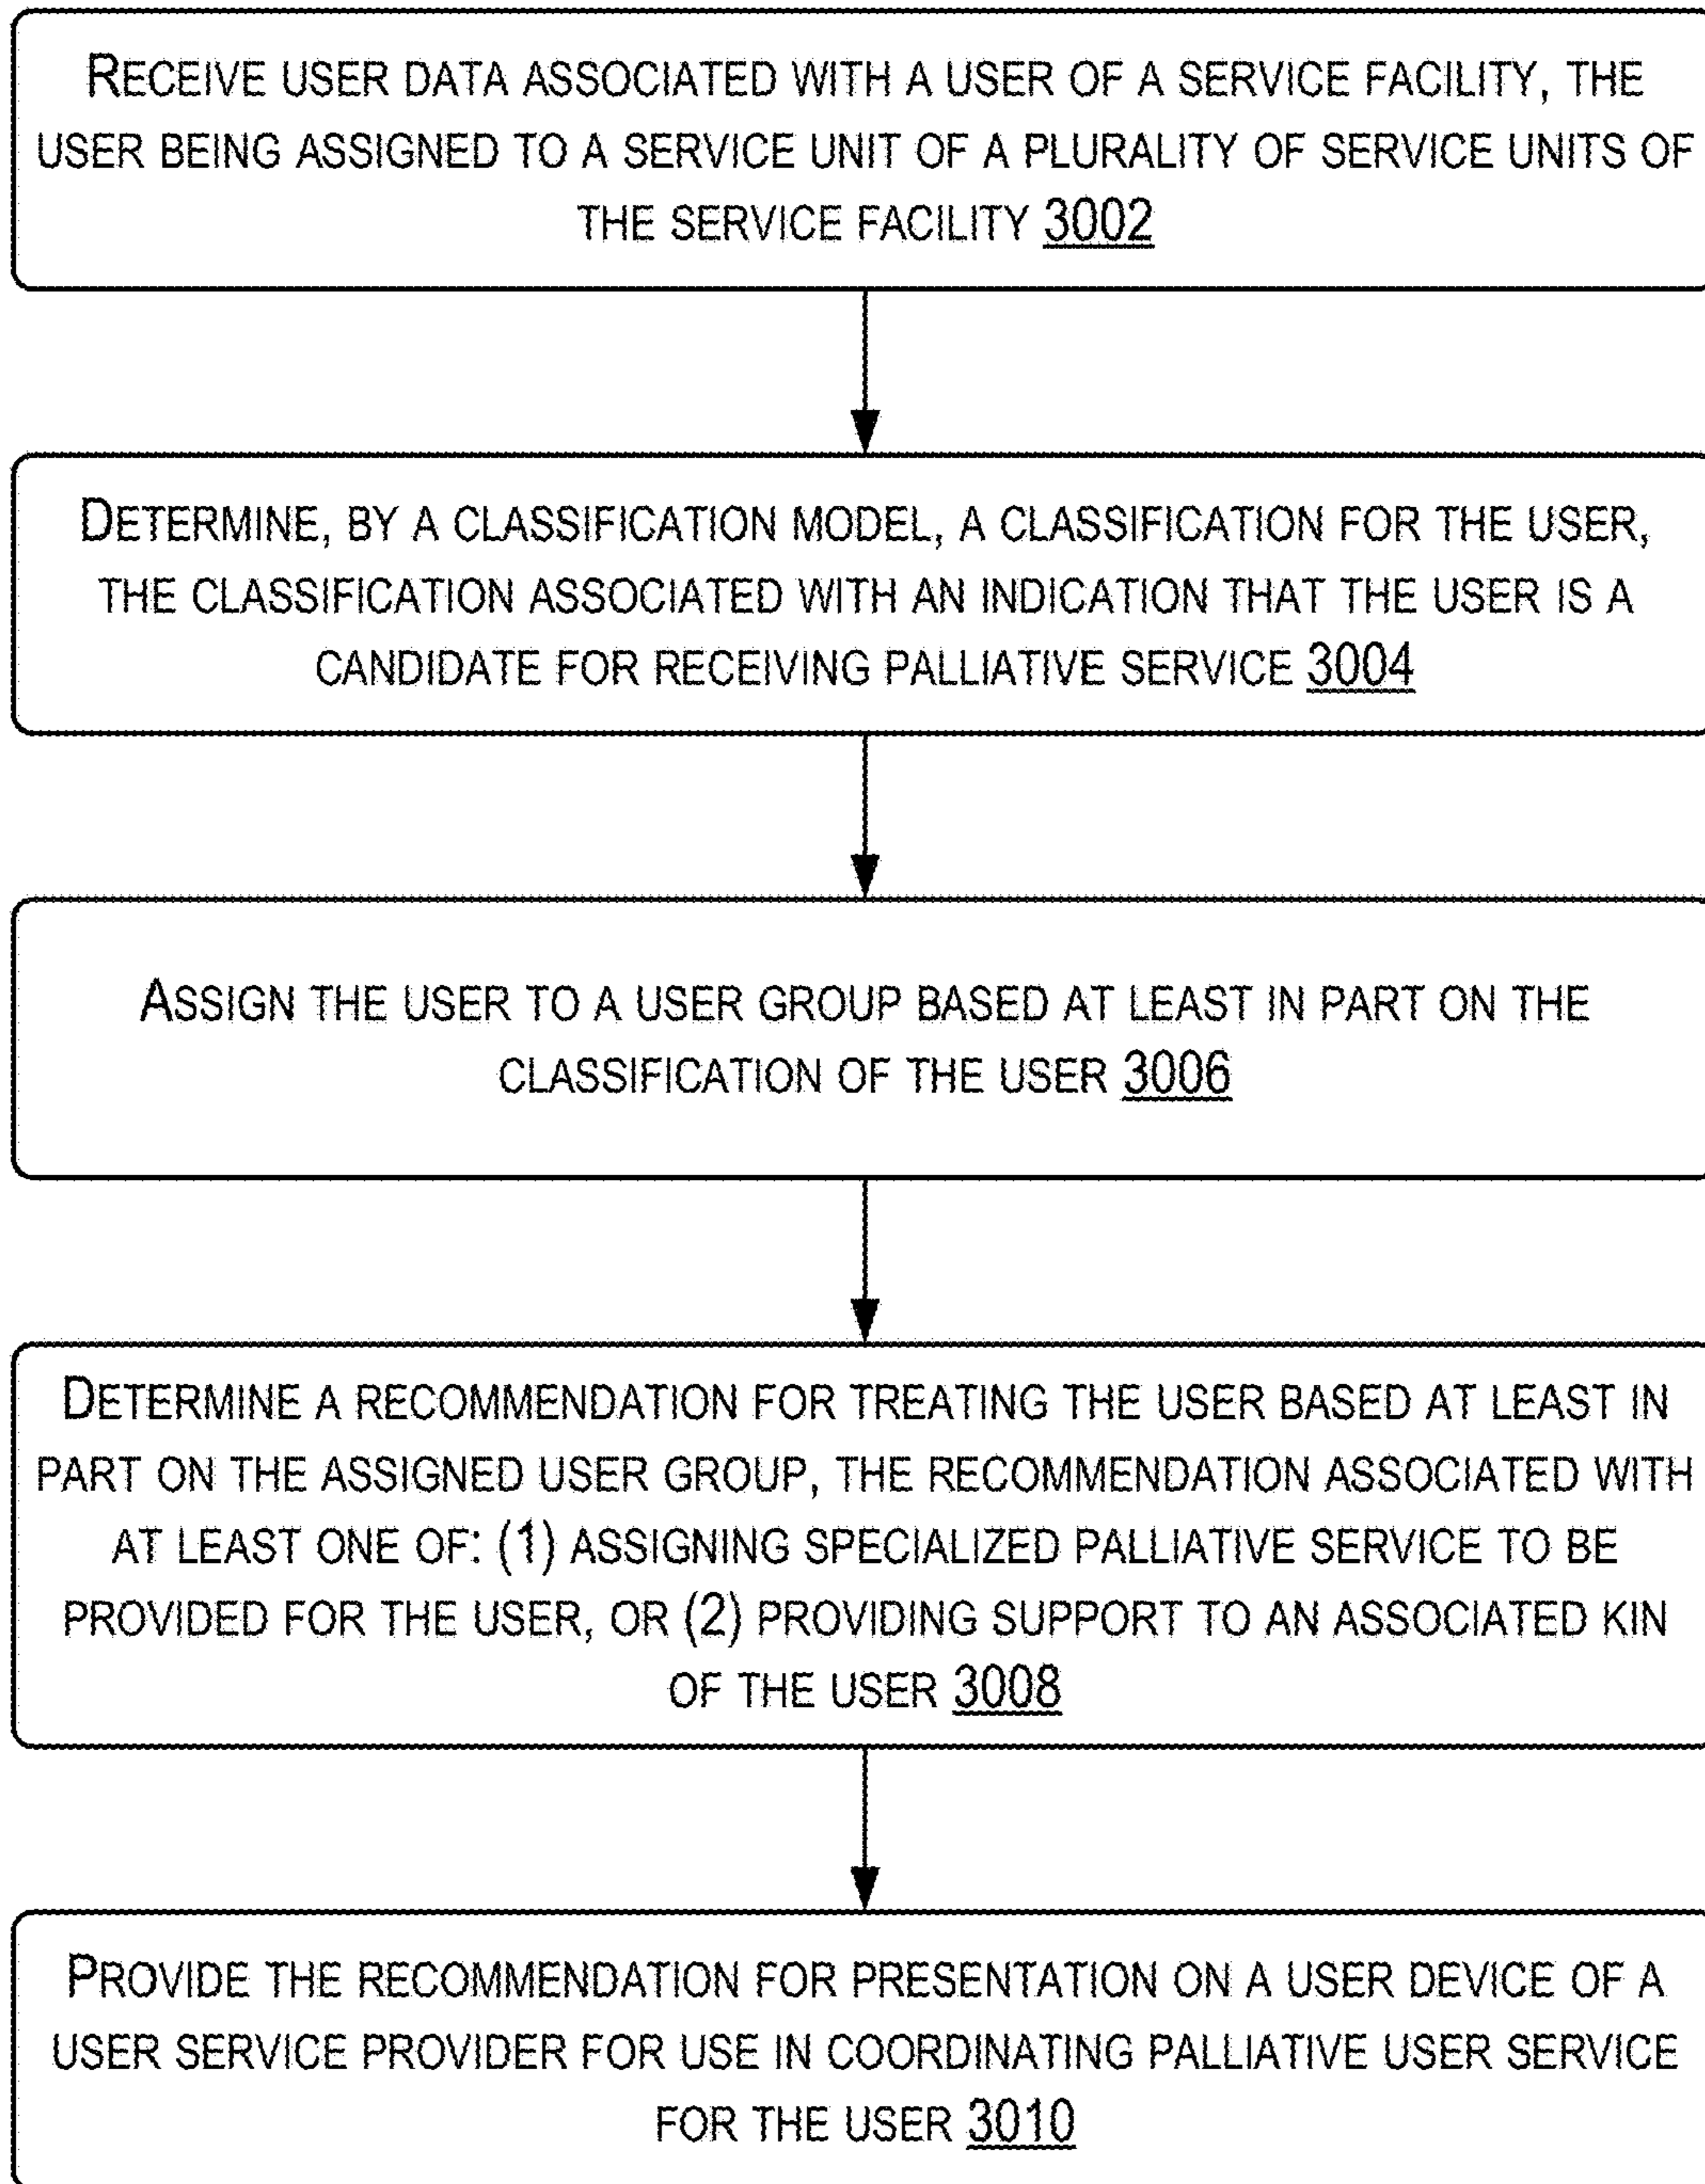 RECEIVE USER DATA ASSOCIATED WITH A USER OF A SERVICE FACILITY, THE
USER BEING ASSIGNED TO A SERVICE UNIT OF A PLURALITY OF SERVICE UNITS OF
THE SERVICE FACILITY 3002
DETERMINE, BY A CLASSIFICATION MODEL, A CLASSIFICATION FOR THE USER,
THE CLASSIFICATION ASSOCIATED WITH AN INDICATION THAT THE USER IS A
CANDIDATE FOR RECEIVING PALLIATIVE SERVICE 3004
ASSIGN THE USER TO A USER GROUP BASED AT LEAST IN PART ON THE
CLASSIFICATION OF THE USER 3006
DETERMINE A RECOMMENDATION FOR TREATING THE USER BASED AT LEAST IN
PART ON THE ASSIGNED USER GROUP, THE RECOMMENDATION ASSOCIATED WITH
AT LEAST ONE OF: (1) ASSIGNING SPECIALIZED PALLIATIVE SERVICE TO BE
PROVIDED FOR THE USER, OR (2) PROVIDING SUPPORT TO AN ASSOCIATED KIN
OF THE USER 3008
PROVIDE THE RECOMMENDATION FOR PRESENTATION ON A USER DEVICE OF A
USER SERVICE PROVIDER FOR USE IN COORDINATING PALLIATIVE USER SERVICE
FOR THE USER 3010